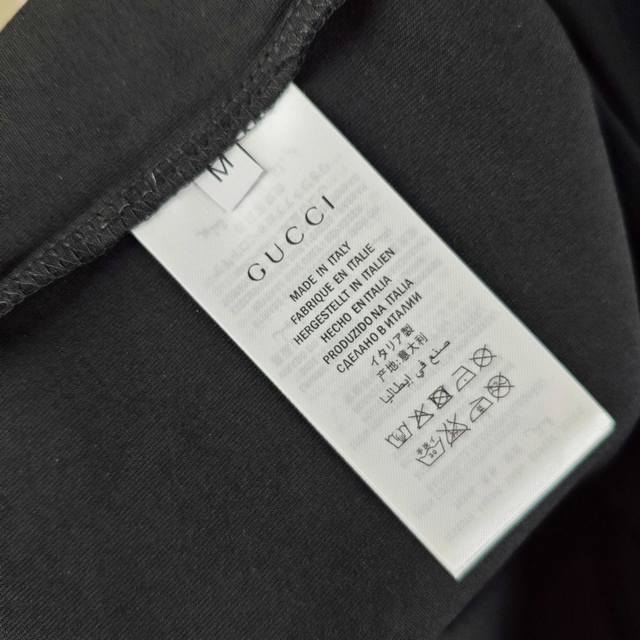 M
GUCCI
MADE IN ITALY
FABRIQUE EN ITALIE
HERGESTELLT IN ITALIEN
HECHO EN ITALIA
PRODUZIDO NA ITALIA
СДЕЛАНО В ИТАЛИИ
イタリア製
产地:意大利
صنع في إيطاليا